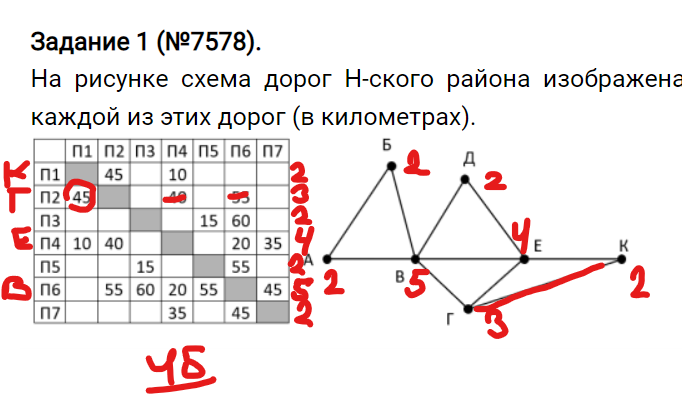 Задание 1 (№7578).
На рисунке схема дорог Н-ского района изображена
каждой из этих дорог (в километрах).
П1 П2 П3 П4 П5 П6 П7
К П1 45 10 2
Г П2 45 40 55 3
П3 15 60 2
Е П4 10 40 20 35 4
П5 15 55 2
В П6 55 60 20 55 45 5
П7 35 45 2
45
Б 2
Д 2
А 2
В 5
Е 4
К 2
Г 3